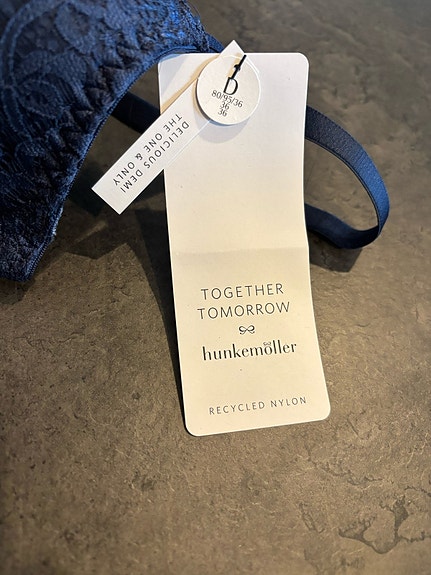 D
80/95/36
36
36
DELICIOUS DEMI
THE ONE & ONLY
TOGETHER
TOMORROW
hunkemöller
RECYCLED NYLON